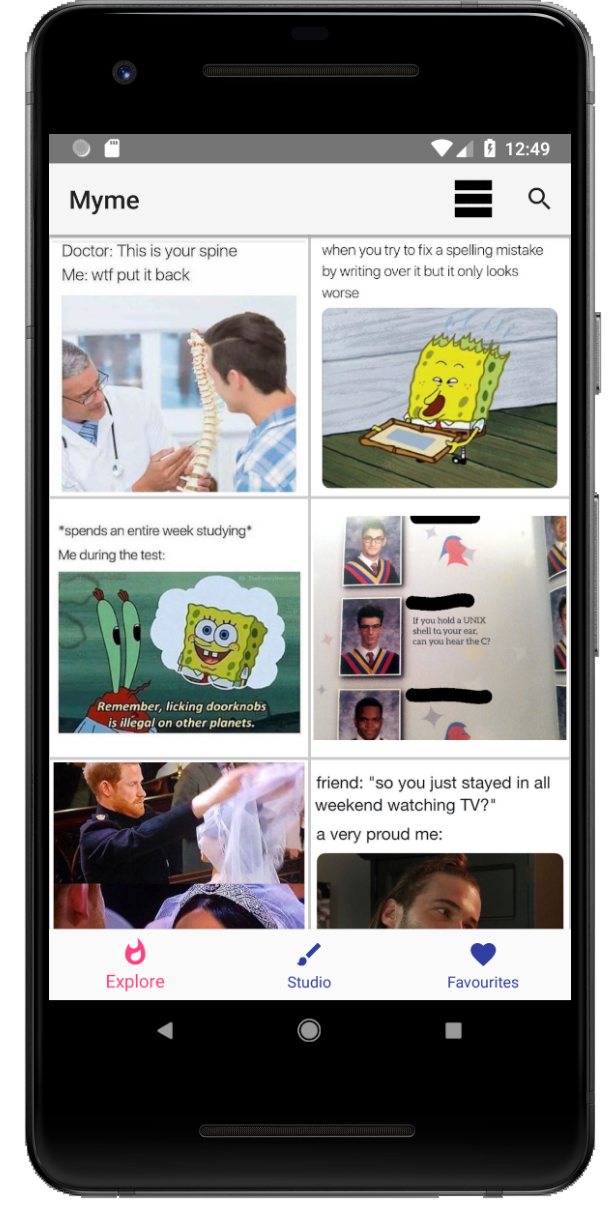 12:49
Myme
Doctor: This is your spine
Me: wtf put it back
when you try to fix a spelling mistake
by writing over it but it only looks
worse
*spends an entire week studying*
Me during the test:
Remember, licking doorknobs
is illegal on other planets.
If you hold a UNIX
shell to your ear,
can you hear the C?
friend: "so you just stayed in all
weekend watching TV?"
a very proud me:
Explore
Studio
Favourites